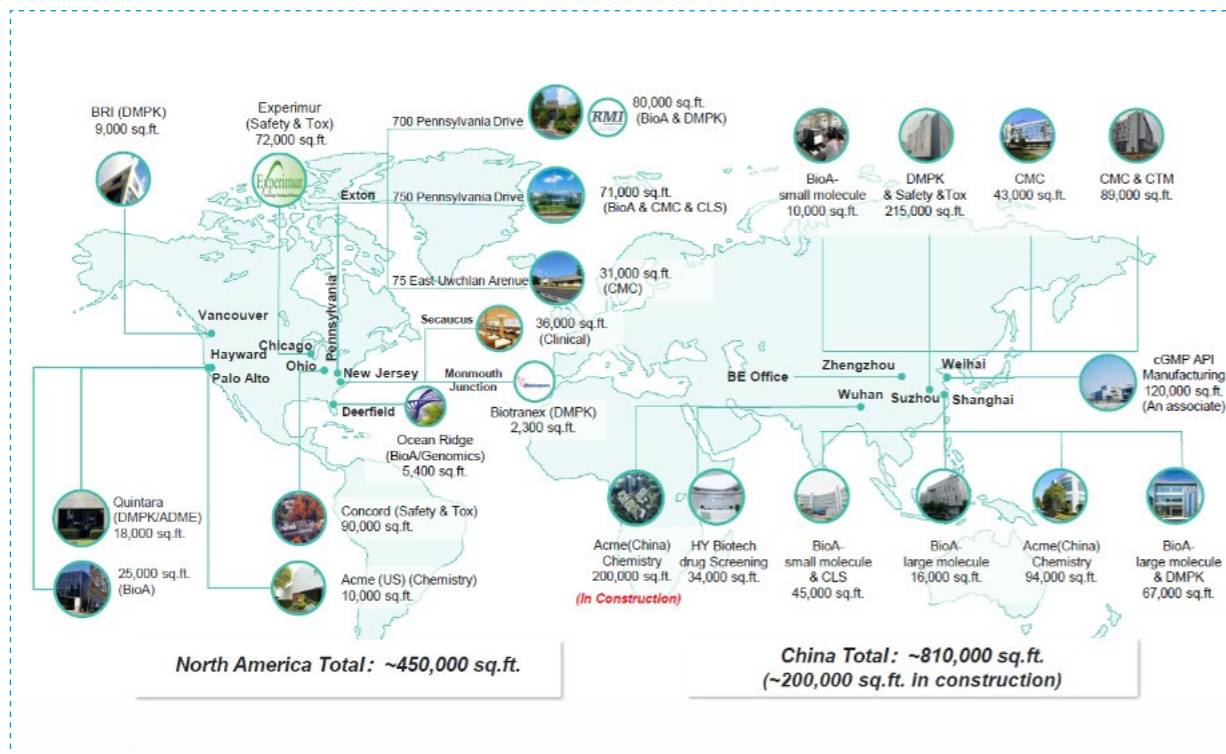 BRI (DMPK)
9,000 sq.ft.
Experimur
(Safety & Tox)
72,000 sq.ft.
Experimur
700 Pennsylvania Drive
RMI
80,000 sq.ft.
(BioA & DMPK)
Exton
750 Pennsylvania Drive
71,000 sq.ft.
(BioA & CMC & CLS)
75 East Uwchlan Arenue
31,000 sq.ft.
(CMC)
Pennsylvania
Secaucus
36,000 sq.ft.
(Clinical)
Vancouver
Chicago
Hayward
Ohio
Palo Alto
New Jersey
Monmouth
Junction
Biotranex
Biotranex (DMPK)
2,300 sq.ft.
Deerfield
Ocean Ridge
(BioA/Genomics)
5,400 sq.ft.
Quintara
(DMPK/ADME)
18,000 sq.ft.
25,000 sq.ft.
(BioA)
Concord (Safety & Tox)
90,000 sq.ft.
Acme (US) (Chemistry)
10,000 sq.ft.
BioA-
small molecule
10,000 sq.ft.
DMPK
& Safety &Tox
215,000 sq.ft.
CMC
43,000 sq.ft.
CMC & CTM
89,000 sq.ft.
BE Office
Zhengzhou
Weihai
Wuhan
Suzhou
Shanghai
cGMP API
Manufacturing
120,000 sq.ft.
(An associate)
Acme(China)
Chemistry
200,000 sq.ft.
(In Construction)
HY Biotech
drug Screening
34,000 sq.ft.
BioA-
small molecule
& CLS
45,000 sq.ft.
BioA-
large molecule
16,000 sq.ft.
Acme(China)
Chemistry
94,000 sq.ft.
BioA-
large molecule
& DMPK
67,000 sq.ft.
North America Total: ~450,000 sq.ft.
China Total: ~810,000 sq.ft.
(~200,000 sq.ft. in construction)